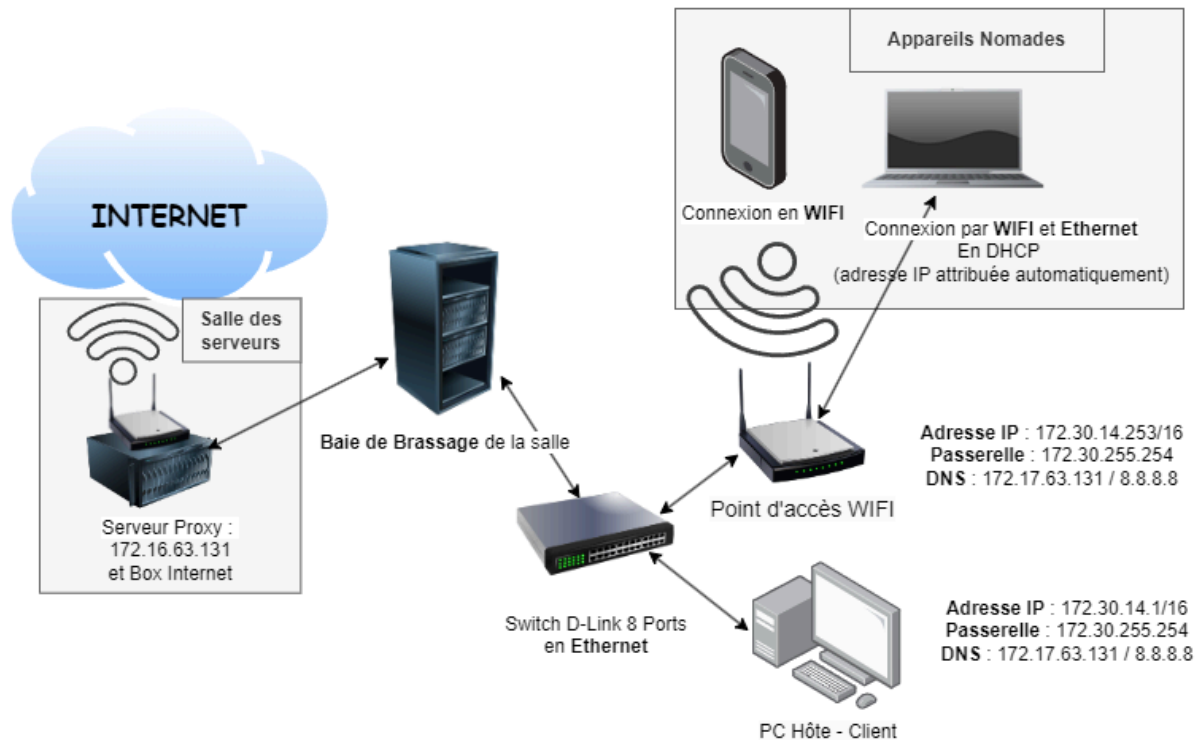 Appareils Nomades
Connexion en WIFI
Connexion par WIFI et Ethernet
En DHCP
(adresse IP attribuée automatiquement)
INTERNET
Salle des
serveurs
Serveur Proxy :
172.16.63.131
et Box Internet
Baie de Brassage de la salle
Point d'accès WIFI
Adresse IP : 172.30.14.253/16
Passerelle : 172.30.255.254
DNS : 172.17.63.131 / 8.8.8.8
Switch D-Link 8 Ports
en Ethernet
PC Hôte - Client
Adresse IP : 172.30.14.1/16
Passerelle : 172.30.255.254
DNS : 172.17.63.131 / 8.8.8.8